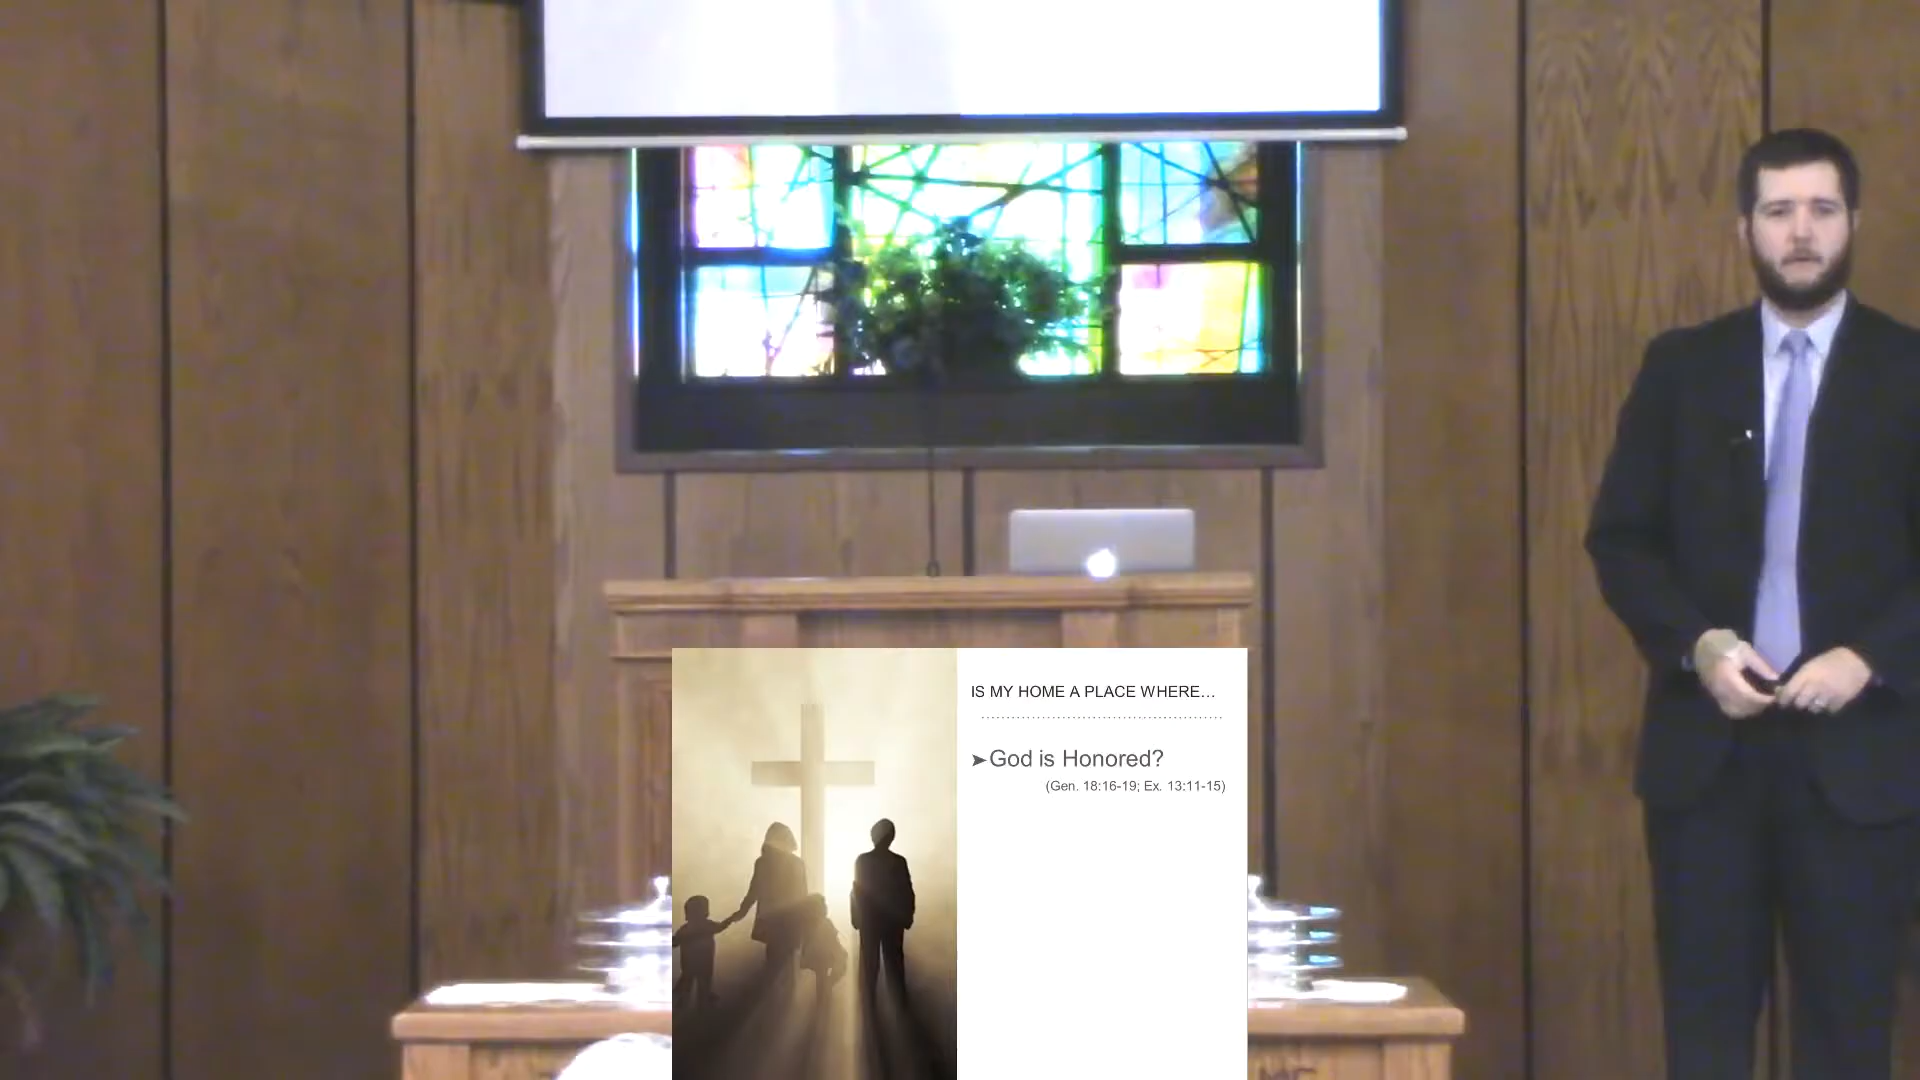 IS MY HOME A PLACE WHERE...
➤God is Honored?
(Gen. 18:16-19; Ex. 13:11-15)